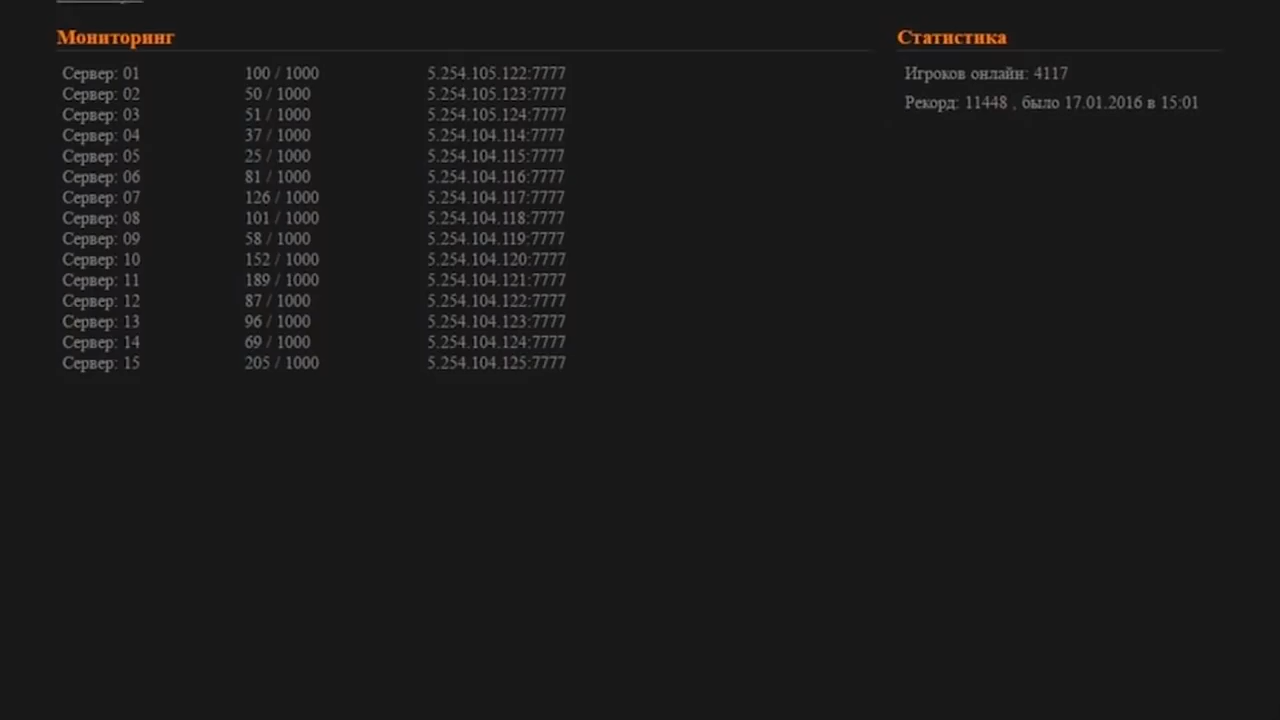 Мониторинг
Сервер: 01 100 / 1000 5.254.105.122:7777
Сервер: 02 50 / 1000 5.254.105.123:7777
Сервер: 03 51 / 1000 5.254.105.124:7777
Сервер: 04 37 / 1000 5.254.104.114:7777
Сервер: 05 25 / 1000 5.254.104.115:7777
Сервер: 06 81 / 1000 5.254.104.116:7777
Сервер: 07 126 / 1000 5.254.104.117:7777
Сервер: 08 101 / 1000 5.254.104.118:7777
Сервер: 09 58 / 1000 5.254.104.119:7777
Сервер: 10 152 / 1000 5.254.104.120:7777
Сервер: 11 189 / 1000 5.254.104.121:7777
Сервер: 12 87 / 1000 5.254.104.122:7777
Сервер: 13 96 / 1000 5.254.104.123:7777
Сервер: 14 69 / 1000 5.254.104.124:7777
Сервер: 15 205 / 1000 5.254.104.125:7777
Статистика
Игроков онлайн: 4117
Рекорд: 11448 , было 17.01.2016 в 15:01